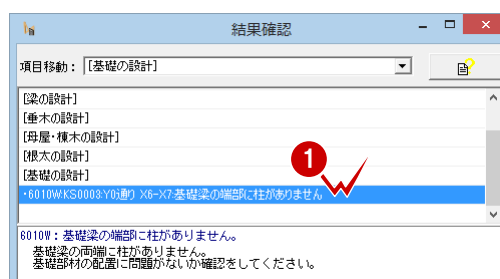 結果確認
項目移動： [基礎の設計]
[梁の設計]
[垂木の設計]
[母屋・棟木の設計]
[根太の設計]
[基礎の設計]
1
・6010W:KS0003:Y05通り X6-X7:基礎梁の端部に柱がありません
6010W：基礎梁の端部に柱がありません。
基礎梁の両端に柱がありません。
基礎部材の配置に問題がないか確認をしてください。